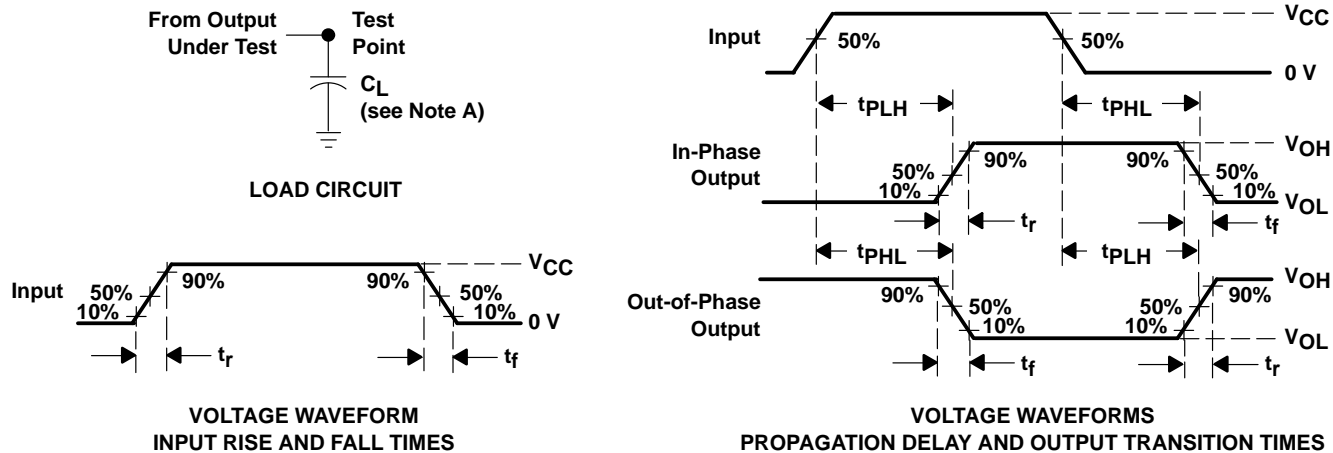 From Output
Under Test
Test
Point
CL
(see Note A)
LOAD CIRCUIT
Input
50%
10%
90%
90%
50%
10%
VCC
0 V
tr
tf
VOLTAGE WAVEFORM
INPUT RISE AND FALL TIMES
Input
50%
50%
VCC
0 V
tPLH
tPHL
In-Phase
Output
50%
10%
90%
90%
50%
10%
VOH
VOL
tr
tf
tPHL
tPLH
Out-of-Phase
Output
90%
50%
10%
50%
10%
90%
VOH
VOL
tf
tr
VOLTAGE WAVEFORMS
PROPAGATION DELAY AND OUTPUT TRANSITION TIMES